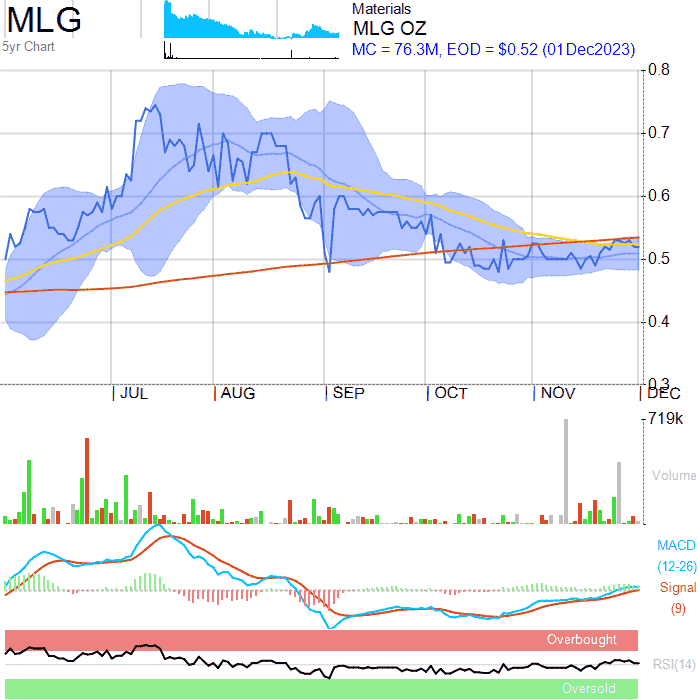 MLG
5yr Chart
Materials
MLG OZ
MC = 76.3M, EOD = $0.52 (01Dec2023)
0.8
0.7
0.6
0.5
0.4
0.3
JUL AUG SEP OCT NOV DEC
719k
Volume
MACD
(12-26)
Signal
(9)
Overbought
RSI(14)
Oversold